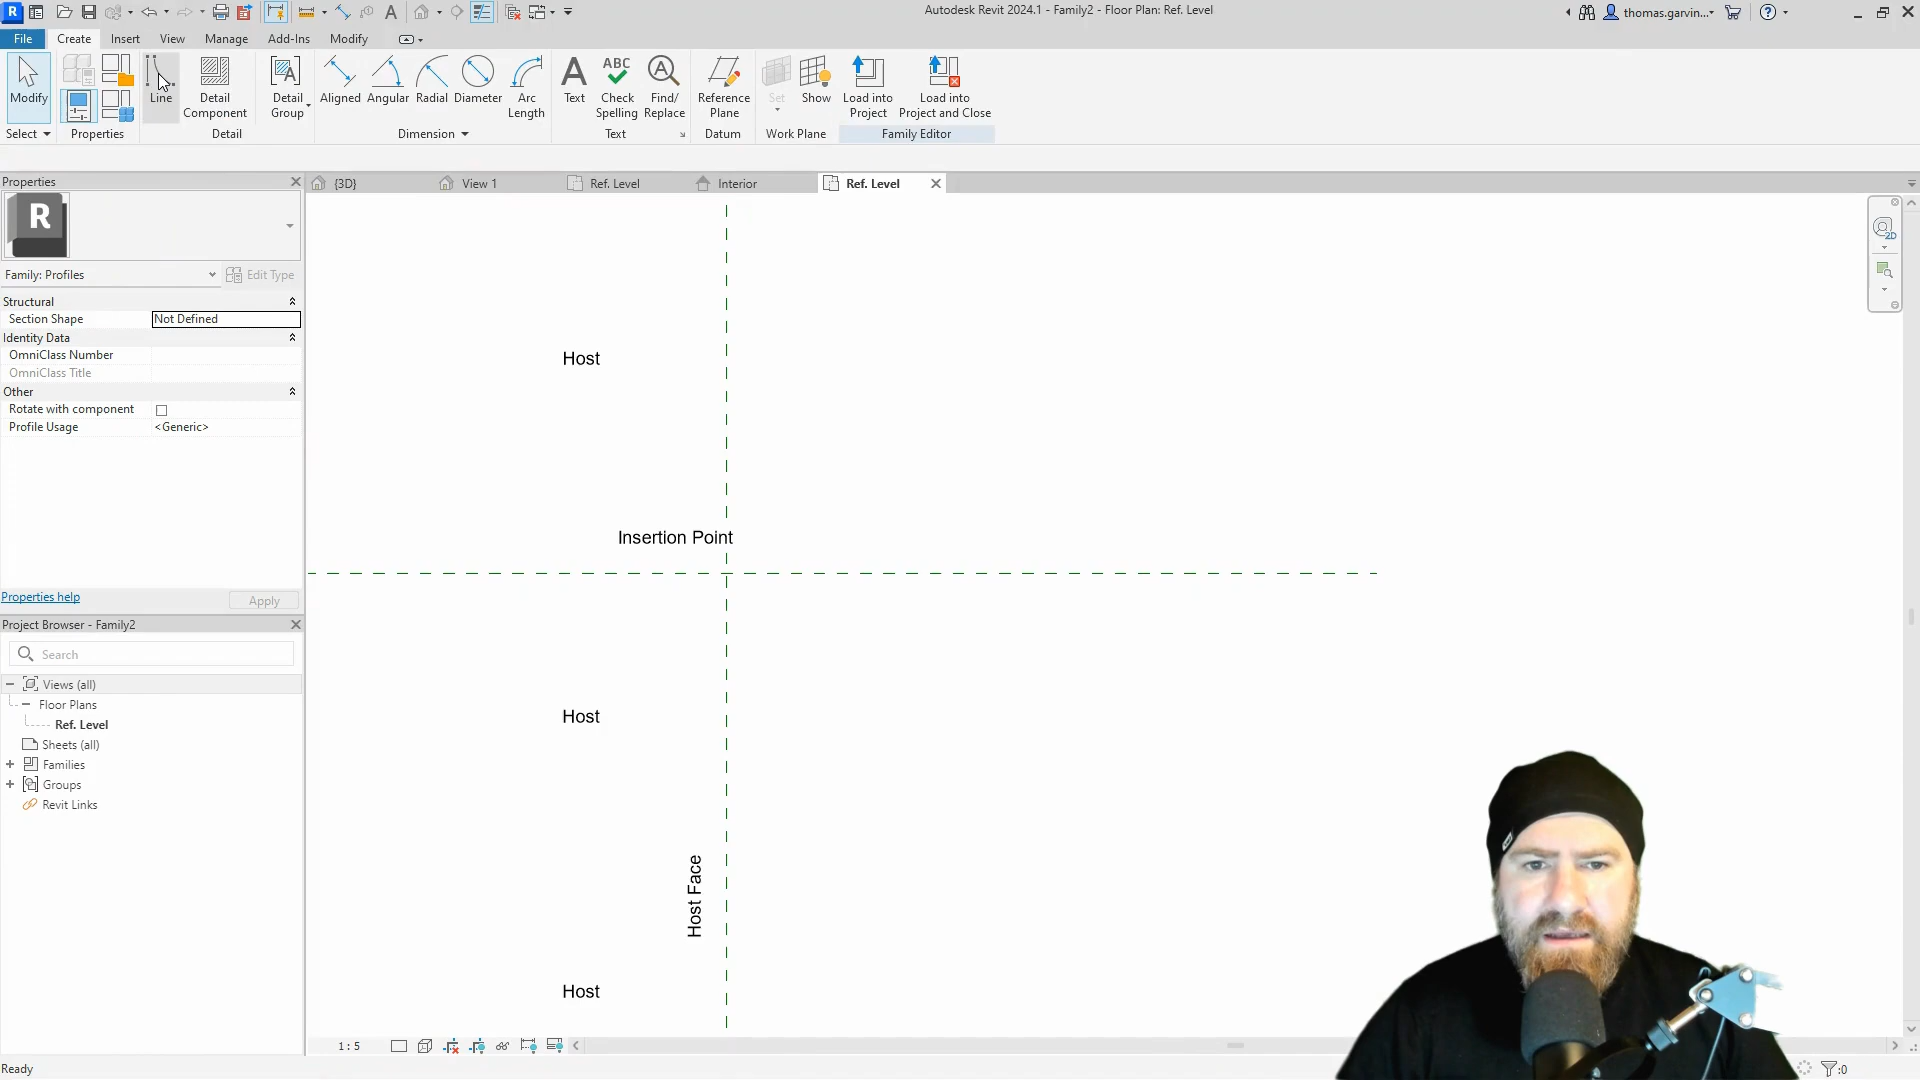 Autodesk Revit 2024.1 - Family2 - Floor Plan: Ref. Level
thomas.garvin...
File Create Insert View Manage Add-Ins Modify
Modify
Line
Detail Component
Detail Group
Aligned Angular Radial Diameter
Arc Length
Text
ABC
Check Spelling
Find/ Replace
Reference Plane
Set
Show
Load into Project
Load into Project and Close
Select Properties Detail Dimension Text Datum Work Plane Family Editor
Properties
{3D} View 1 Ref. Level Interior Ref. Level
R
Family: Profiles
Edit Type
Structural
Section Shape Not Defined
Identity Data
OmniClass Number
OmniClass Title
Other
Rotate with component
Profile Usage <Generic>
Properties help
Apply
Project Browser - Family2
Search
Views (all)
Floor Plans
Ref. Level
Sheets (all)
Families
Groups
Revit Links
Host
Insertion Point
Host
Host Face
Host
2D
1 : 5
Ready
:0